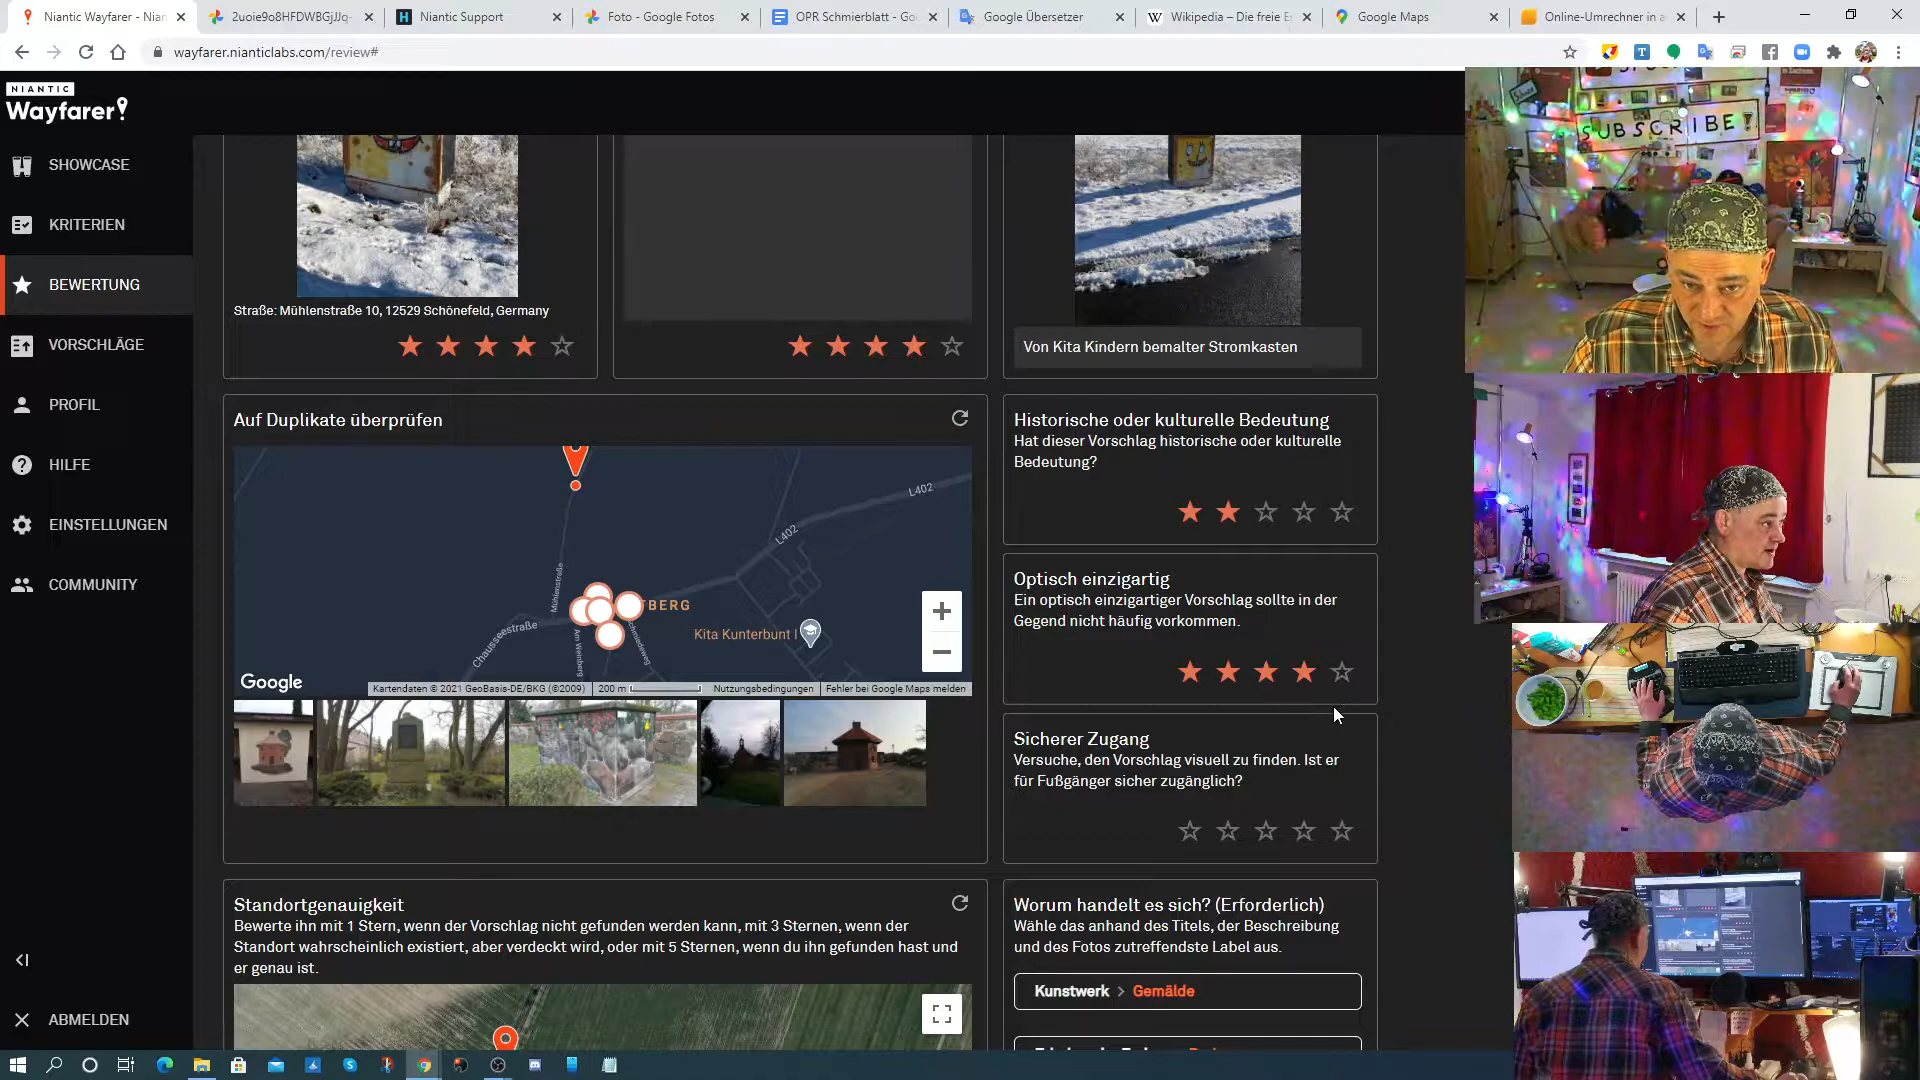 Niantic Wayfarer - Nian
2uoie9o8HFDWBGjJJq-
Niantic Support
Foto - Google Fotos
OPR Schmierblatt - Go
Google Übersetzer
Wikipedia – Die freie E
Google Maps
Online-Umrechner in a
wayfarer.nianticlabs.com/review#
NIANTIC
Wayfarer
SHOWCASE
KRITERIEN
BEWERTUNG
VORSCHLÄGE
PROFIL
HILFE
EINSTELLUNGEN
COMMUNITY
ABMELDEN
Straße: Mühlenstraße 10, 12529 Schönefeld, Germany
Von Kita Kindern bemalter Stromkasten
Auf Duplikate überprüfen
L402
L402
Mühlenstraße
Chausseestraße
TBERG
Am Weinberg
Schmiedeweg
Kita Kunterbunt I
Google
Kartendaten © 2021 GeoBasis-DE/BKG (©2009)
200 m
Nutzungsbedingungen
Fehler bei Google Maps melden
Historische oder kulturelle Bedeutung
Hat dieser Vorschlag historische oder kulturelle
Bedeutung?
Optisch einzigartig
Ein optisch einzigartiger Vorschlag sollte in der
Gegend nicht häufig vorkommen.
Sicherer Zugang
Versuche, den Vorschlag visuell zu finden. Ist er
für Fußgänger sicher zugänglich?
Standortgenauigkeit
Bewerte ihn mit 1 Stern, wenn der Vorschlag nicht gefunden werden kann, mit 3 Sternen, wenn der
Standort wahrscheinlich existiert, aber verdeckt wird, oder mit 5 Sternen, wenn du ihn gefunden hast und
er genau ist.
Worum handelt es sich? (Erforderlich)
Wähle das anhand des Titels, der Beschreibung
und des Fotos zutreffendste Label aus.
Kunstwerk > Gemälde
SUBSCRIBE!